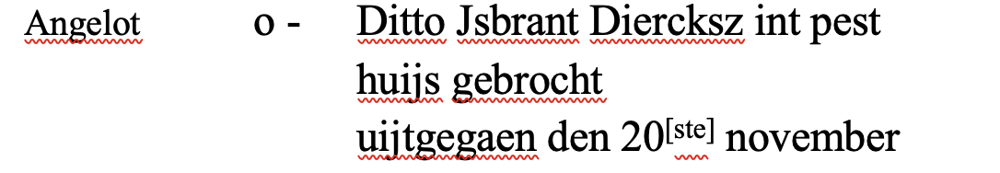 Angelot o - Ditto Jsbrant Diercksz int pest
huijs gebrocht
uijtgegaen den 20[ste] november